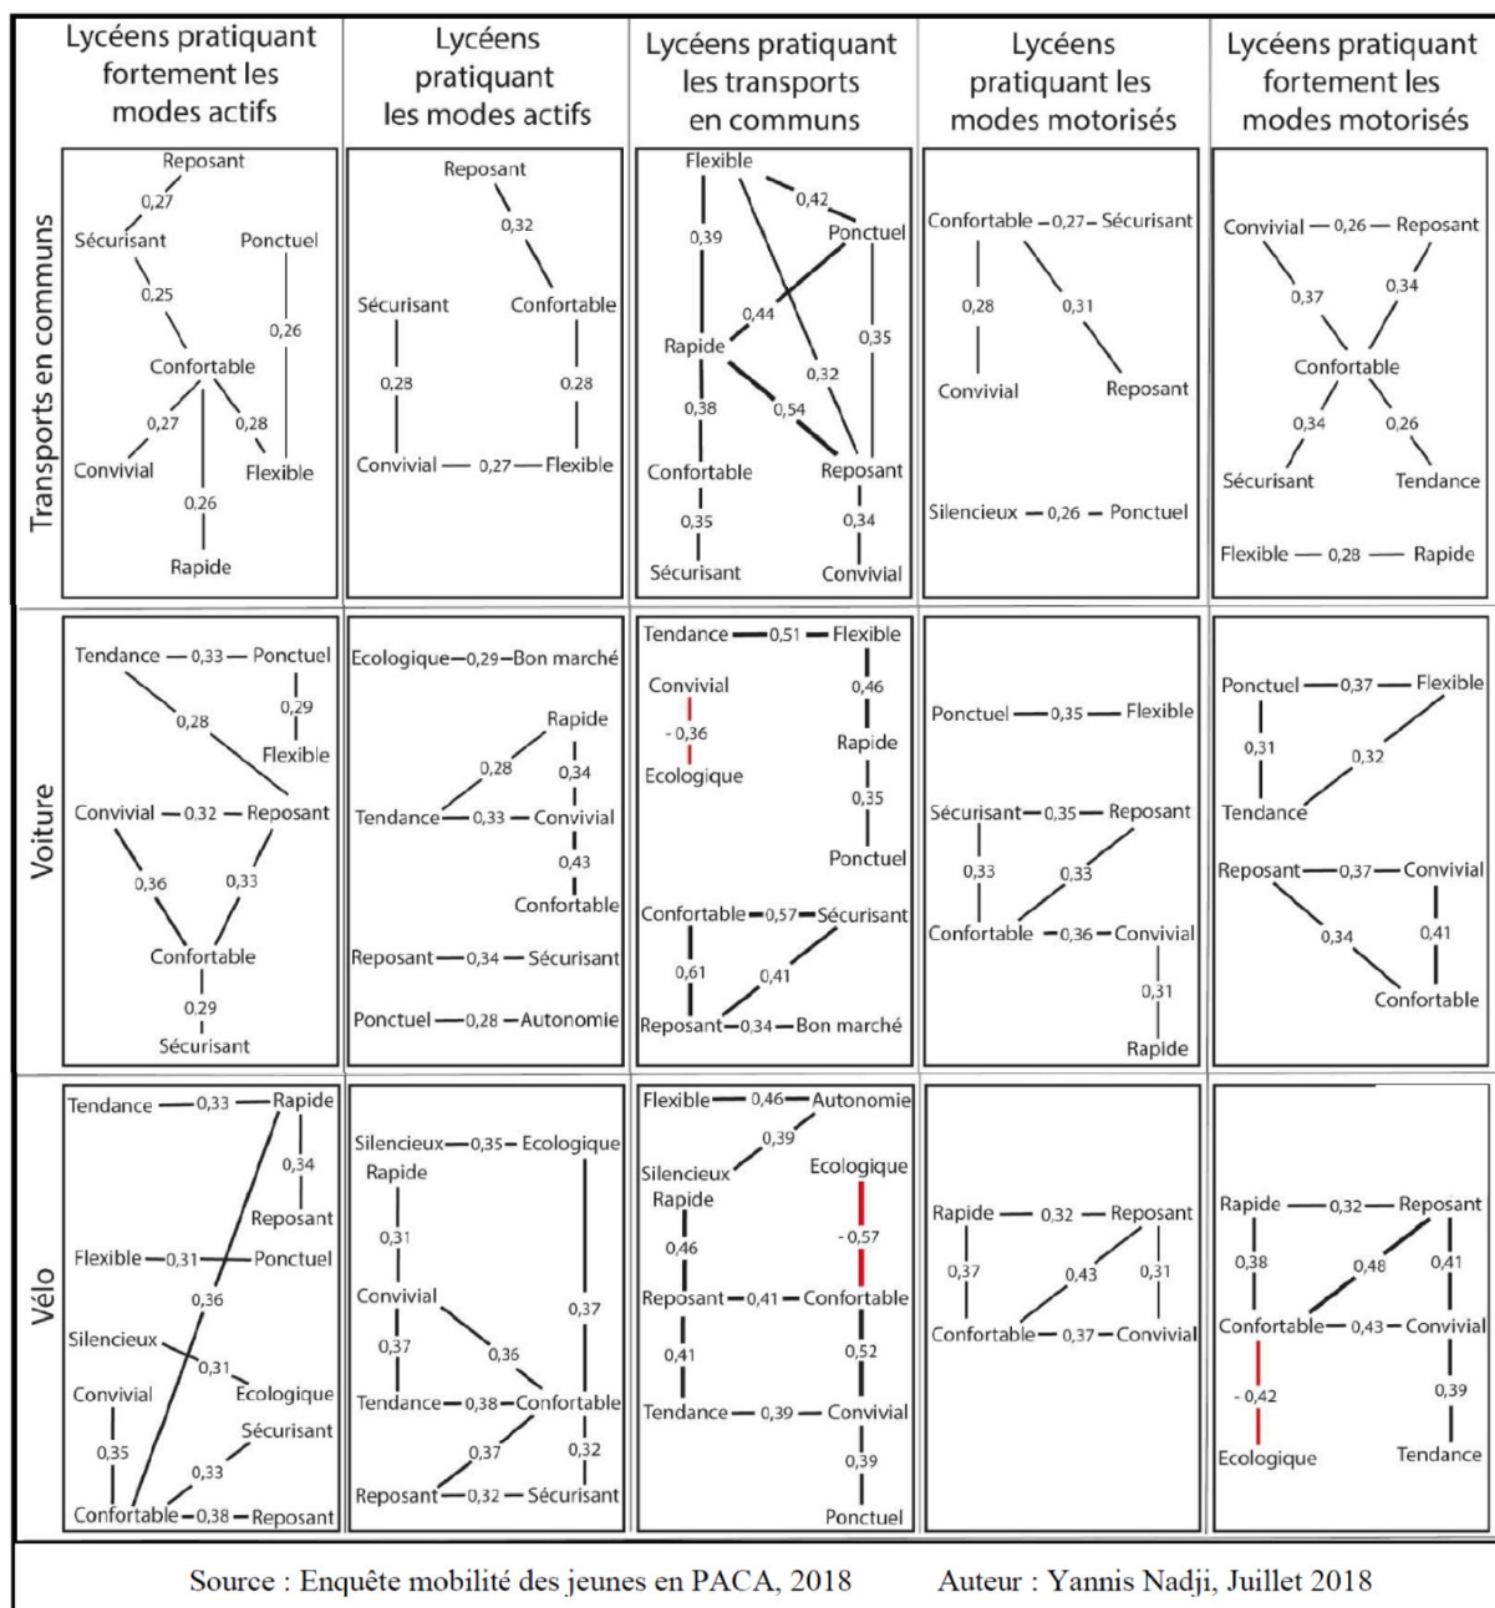 Lycéens pratiquant
fortement les
modes actifs
Lycéens
pratiquant
les modes actifs
Lycéens pratiquant
les transports
en communs
Lycéens
pratiquant les
modes motorisés
Lycéens pratiquant
fortement les
modes motorisés
Transports en communs
Reposant
0,27
Sécurisant Ponctuel
0,25
0,26
Confortable
0,27 0,28
Convivial Flexible
0,26
Rapide
Reposant
0,32
Sécurisant Confortable
0,28 0,28
Convivial 0,27 Flexible
Flexible
0,42
0,39 Ponctuel
0,44
0,35
Rapide
0,32
0,38 0,54
Confortable Reposant
0,35 0,34
Sécurisant Convivial
Confortable 0,27 Sécurisant
0,28 0,31
Convivial Reposant
Silencieux 0,26 Ponctuel
Convivial 0,26 Reposant
0,37 0,34
Confortable
0,34 0,26
Sécurisant Tendance
Flexible 0,28 Rapide
Voiture
Tendance 0,33 Ponctuel
0,28 0,29
Flexible
Convivial 0,32 Reposant
0,36 0,33
Confortable
0,29
Sécurisant
Ecologique 0,29 Bon marché
Rapide
0,28 0,34
Tendance 0,33 Convivial
0,43
Confortable
Reposant 0,34 Sécurisant
Ponctuel 0,28 Autonomie
Tendance 0,51 Flexible
Convivial 0,46
- 0,36 Rapide
Ecologique
0,35
Ponctuel
Confortable 0,57 Sécurisant
0,61 0,41
Reposant 0,34 Bon marché
Ponctuel 0,35 Flexible
Sécurisant 0,35 Reposant
0,33 0,33
Confortable 0,36 Convivial
0,31
Rapide
Ponctuel 0,37 Flexible
0,31 0,32
Tendance
Reposant 0,37 Convivial
0,34 0,41
Confortable
Vélo
Tendance 0,33 Rapide
0,34
Reposant
Flexible 0,31 Ponctuel
0,36
Silencieux
0,31
Convivial Ecologique
Sécurisant
0,35
0,33
Confortable 0,38 Reposant
Silencieux 0,35 Ecologique
Rapide
0,31
Convivial 0,37
0,37 0,36
Tendance 0,38 Confortable
0,37 0,32
Reposant 0,32 Sécurisant
Flexible 0,46 Autonomie
0,39
Silencieux Ecologique
Rapide
0,46 - 0,57
Reposant 0,41 Confortable
0,41 0,52
Tendance 0,39 Convivial
0,39
Ponctuel
Rapide 0,32 Reposant
0,37 0,43 0,31
Confortable 0,37 Convivial
Rapide 0,32 Reposant
0,38 0,48 0,41
Confortable 0,43 Convivial
- 0,42 0,39
Ecologique Tendance
Source : Enquête mobilité des jeunes en PACA, 2018 Auteur : Yannis Nadji, Juillet 2018